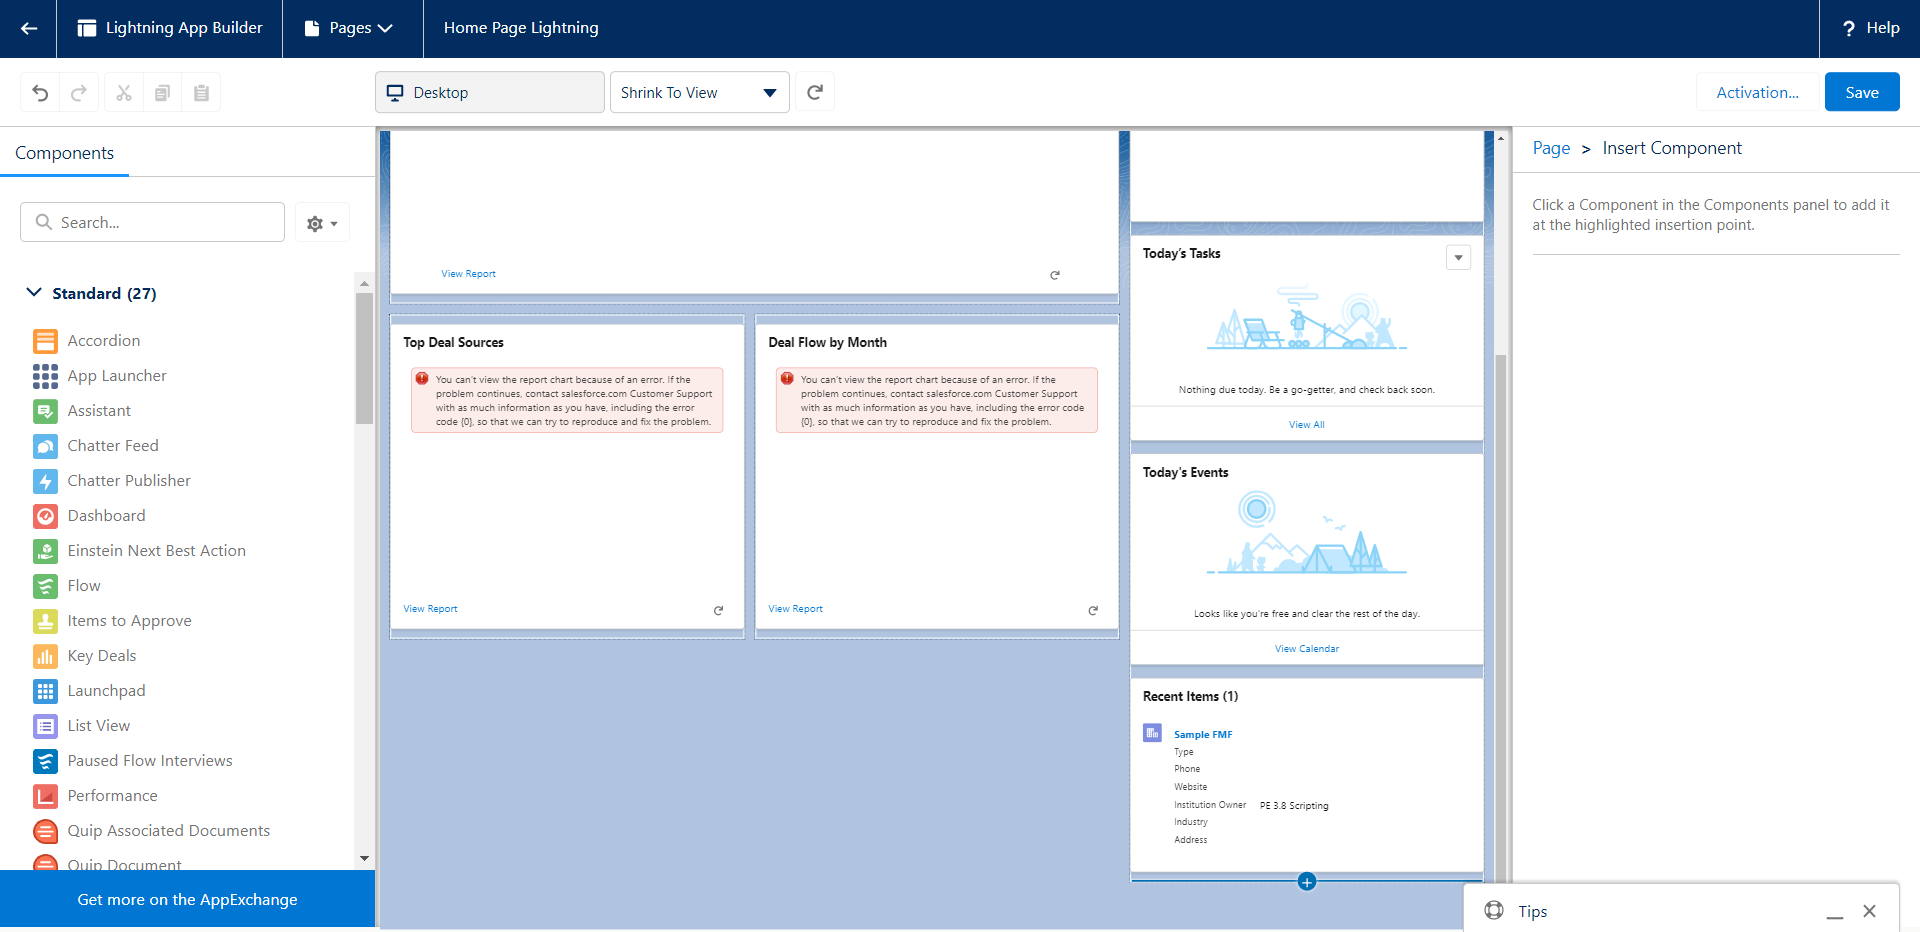 Lightning App Builder
Pages
Home Page Lightning
? Help
Desktop
Shrink To View
Activation...
Save
Components
Search...
Standard (27)
Accordion
App Launcher
Assistant
Chatter Feed
Chatter Publisher
Dashboard
Einstein Next Best Action
Flow
Items to Approve
Key Deals
Launchpad
List View
Paused Flow Interviews
Performance
Quip Associated Documents
Quip Document
Get more on the AppExchange
View Report
Top Deal Sources
You can't view the report chart because of an error. If the
problem continues, contact salesforce.com Customer Support
with as much information as you have, including the error
code {0}, so that we can try to reproduce and fix the problem.
View Report
Deal Flow by Month
You can't view the report chart because of an error. If the
problem continues, contact salesforce.com Customer Support
with as much information as you have, including the error code
{0}, so that we can try to reproduce and fix the problem.
View Report
Today's Tasks
Nothing due today. Be a go-getter, and check back soon.
View All
Today's Events
Looks like you're free and clear the rest of the day.
View Calendar
Recent Items (1)
Sample FMF
Type
Phone
Website
Institution Owner PE 3.8 Scripting
Industry
Address
Page > Insert Component
Click a Component in the Components panel to add it
at the highlighted insertion point.
Tips